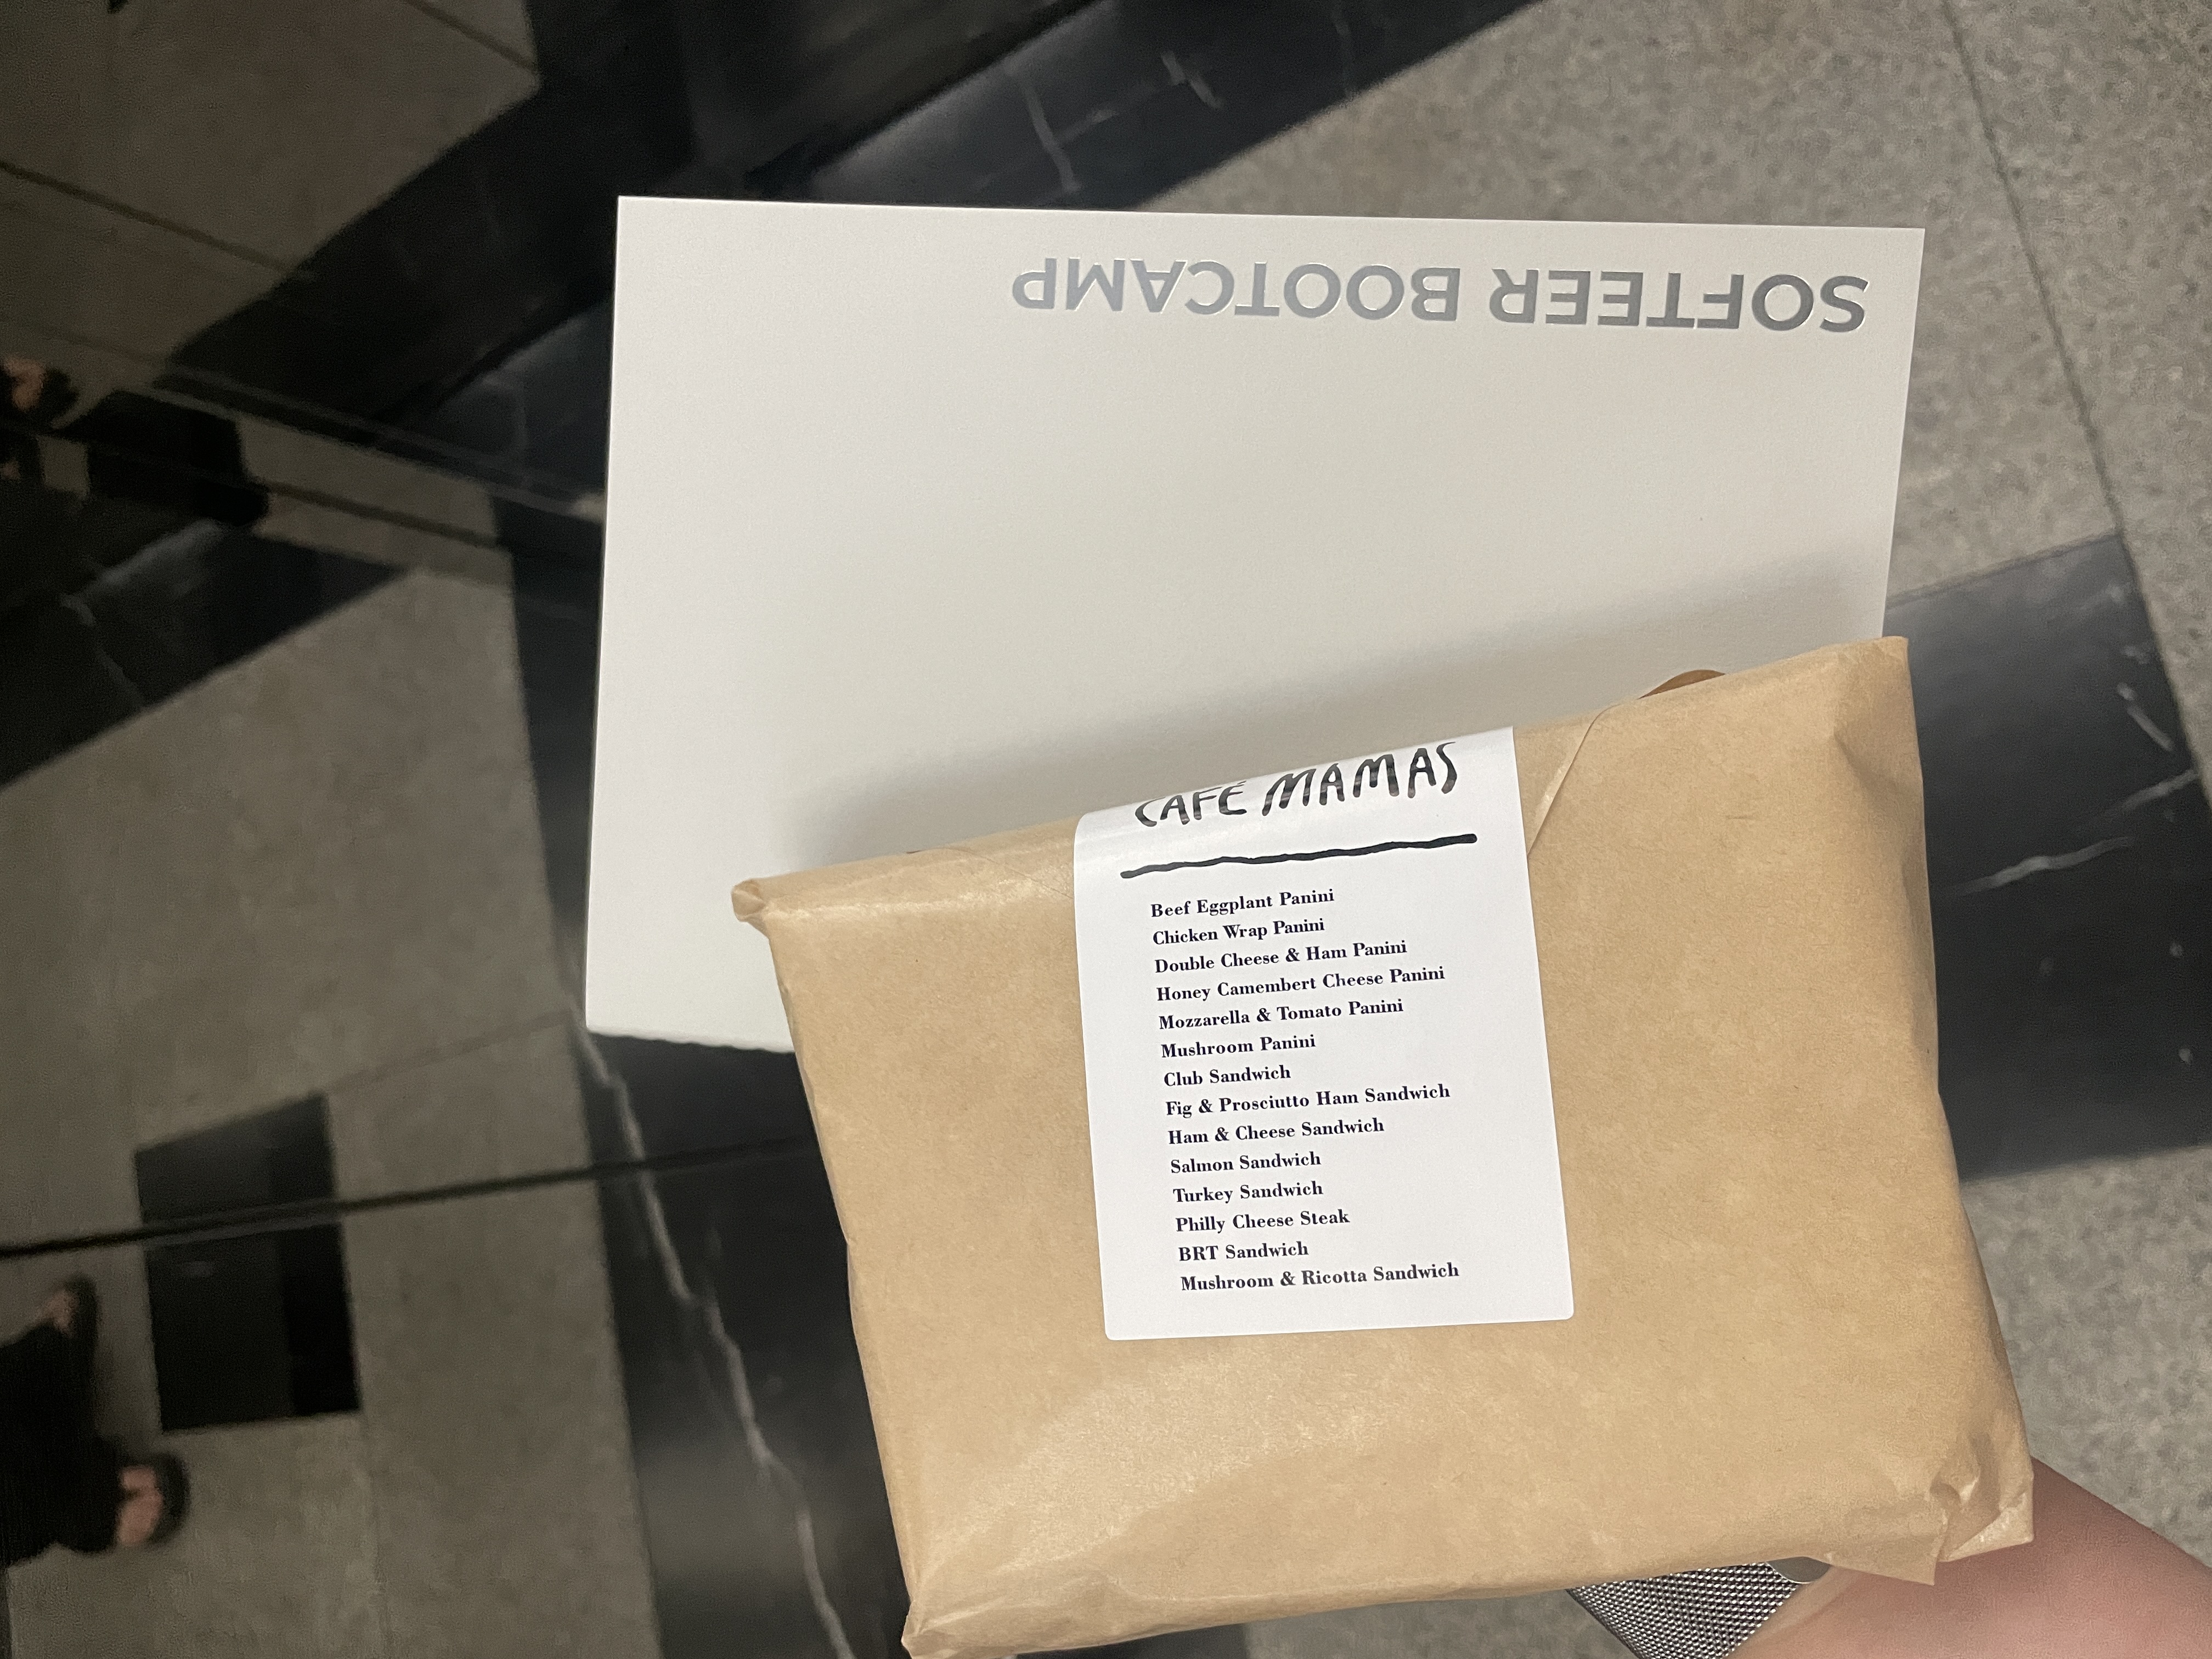 SOFTEER BOOTCAMP
CAFÉ MAMAS
Beef Eggplant Panini
Chicken Wrap Panini
Double Cheese & Ham Panini
Honey Camembert Cheese Panini
Mozzarella & Tomato Panini
Mushroom Panini
Club Sandwich
Fig & Prosciutto Ham Sandwich
Ham & Cheese Sandwich
Salmon Sandwich
Turkey Sandwich
Philly Cheese Steak
BRT Sandwich
Mushroom & Ricotta Sandwich